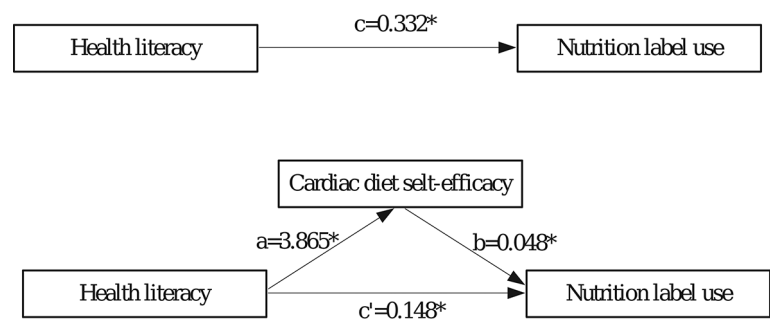 c=0.332*
Health literacy
Nutrition label use
Cardiac diet selt-efficacy
a=3.865*
b=0.048*
Health literacy
c'=0.148*
Nutrition label use